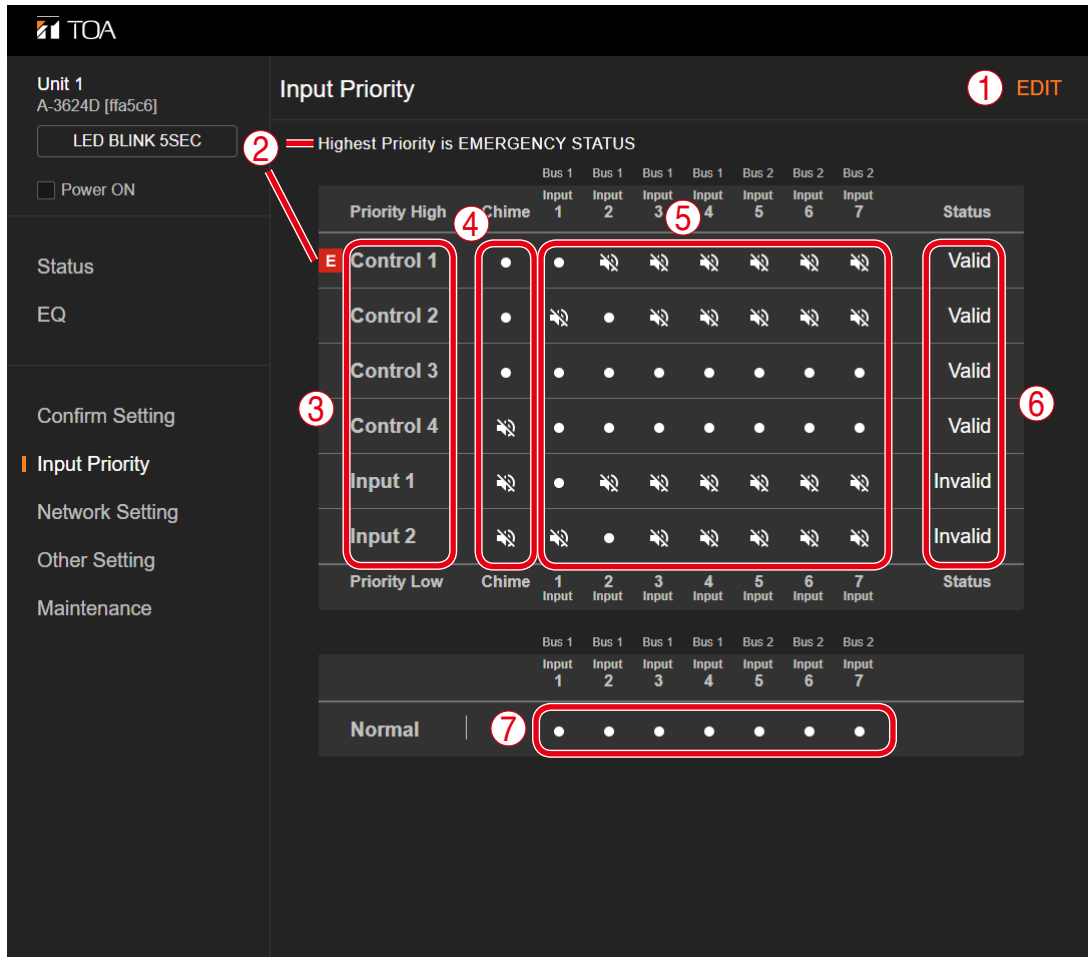 TOA
Unit 1
A-3624D [ffa5c6]
LED BLINK 5SEC
Power ON
Status
EQ
Confirm Setting
Input Priority
Network Setting
Other Setting
Maintenance
Input Priority
1 EDIT
2 Highest Priority is EMERGENCY STATUS
Bus 1 Bus 1 Bus 1 Bus 1 Bus 2 Bus 2 Bus 2
Input Input Input Input Input Input Input
Priority High 4 Chime 1 2 3 5 4 5 6 7 Status
E Control 1 Valid
Control 2 Valid
Control 3 Valid
3 6
Control 4 Valid
Input 1 Invalid
Input 2 Invalid
Priority Low Chime 1 2 3 4 5 6 7 Status
Input Input Input Input Input Input Input
Bus 1 Bus 1 Bus 1 Bus 1 Bus 2 Bus 2 Bus 2
Input Input Input Input Input Input Input
1 2 3 4 5 6 7
Normal 7